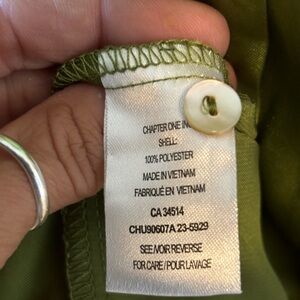 CHAPTER ONE IN
SHELL:
100% POLYESTER
MADE IN VIETNAM
FABRIQUÉ EN VIETNAM
CA 34514
CHU90607A 23-5929
SEE/VOIR REVERSE
FOR CARE/POUR LAVAGE